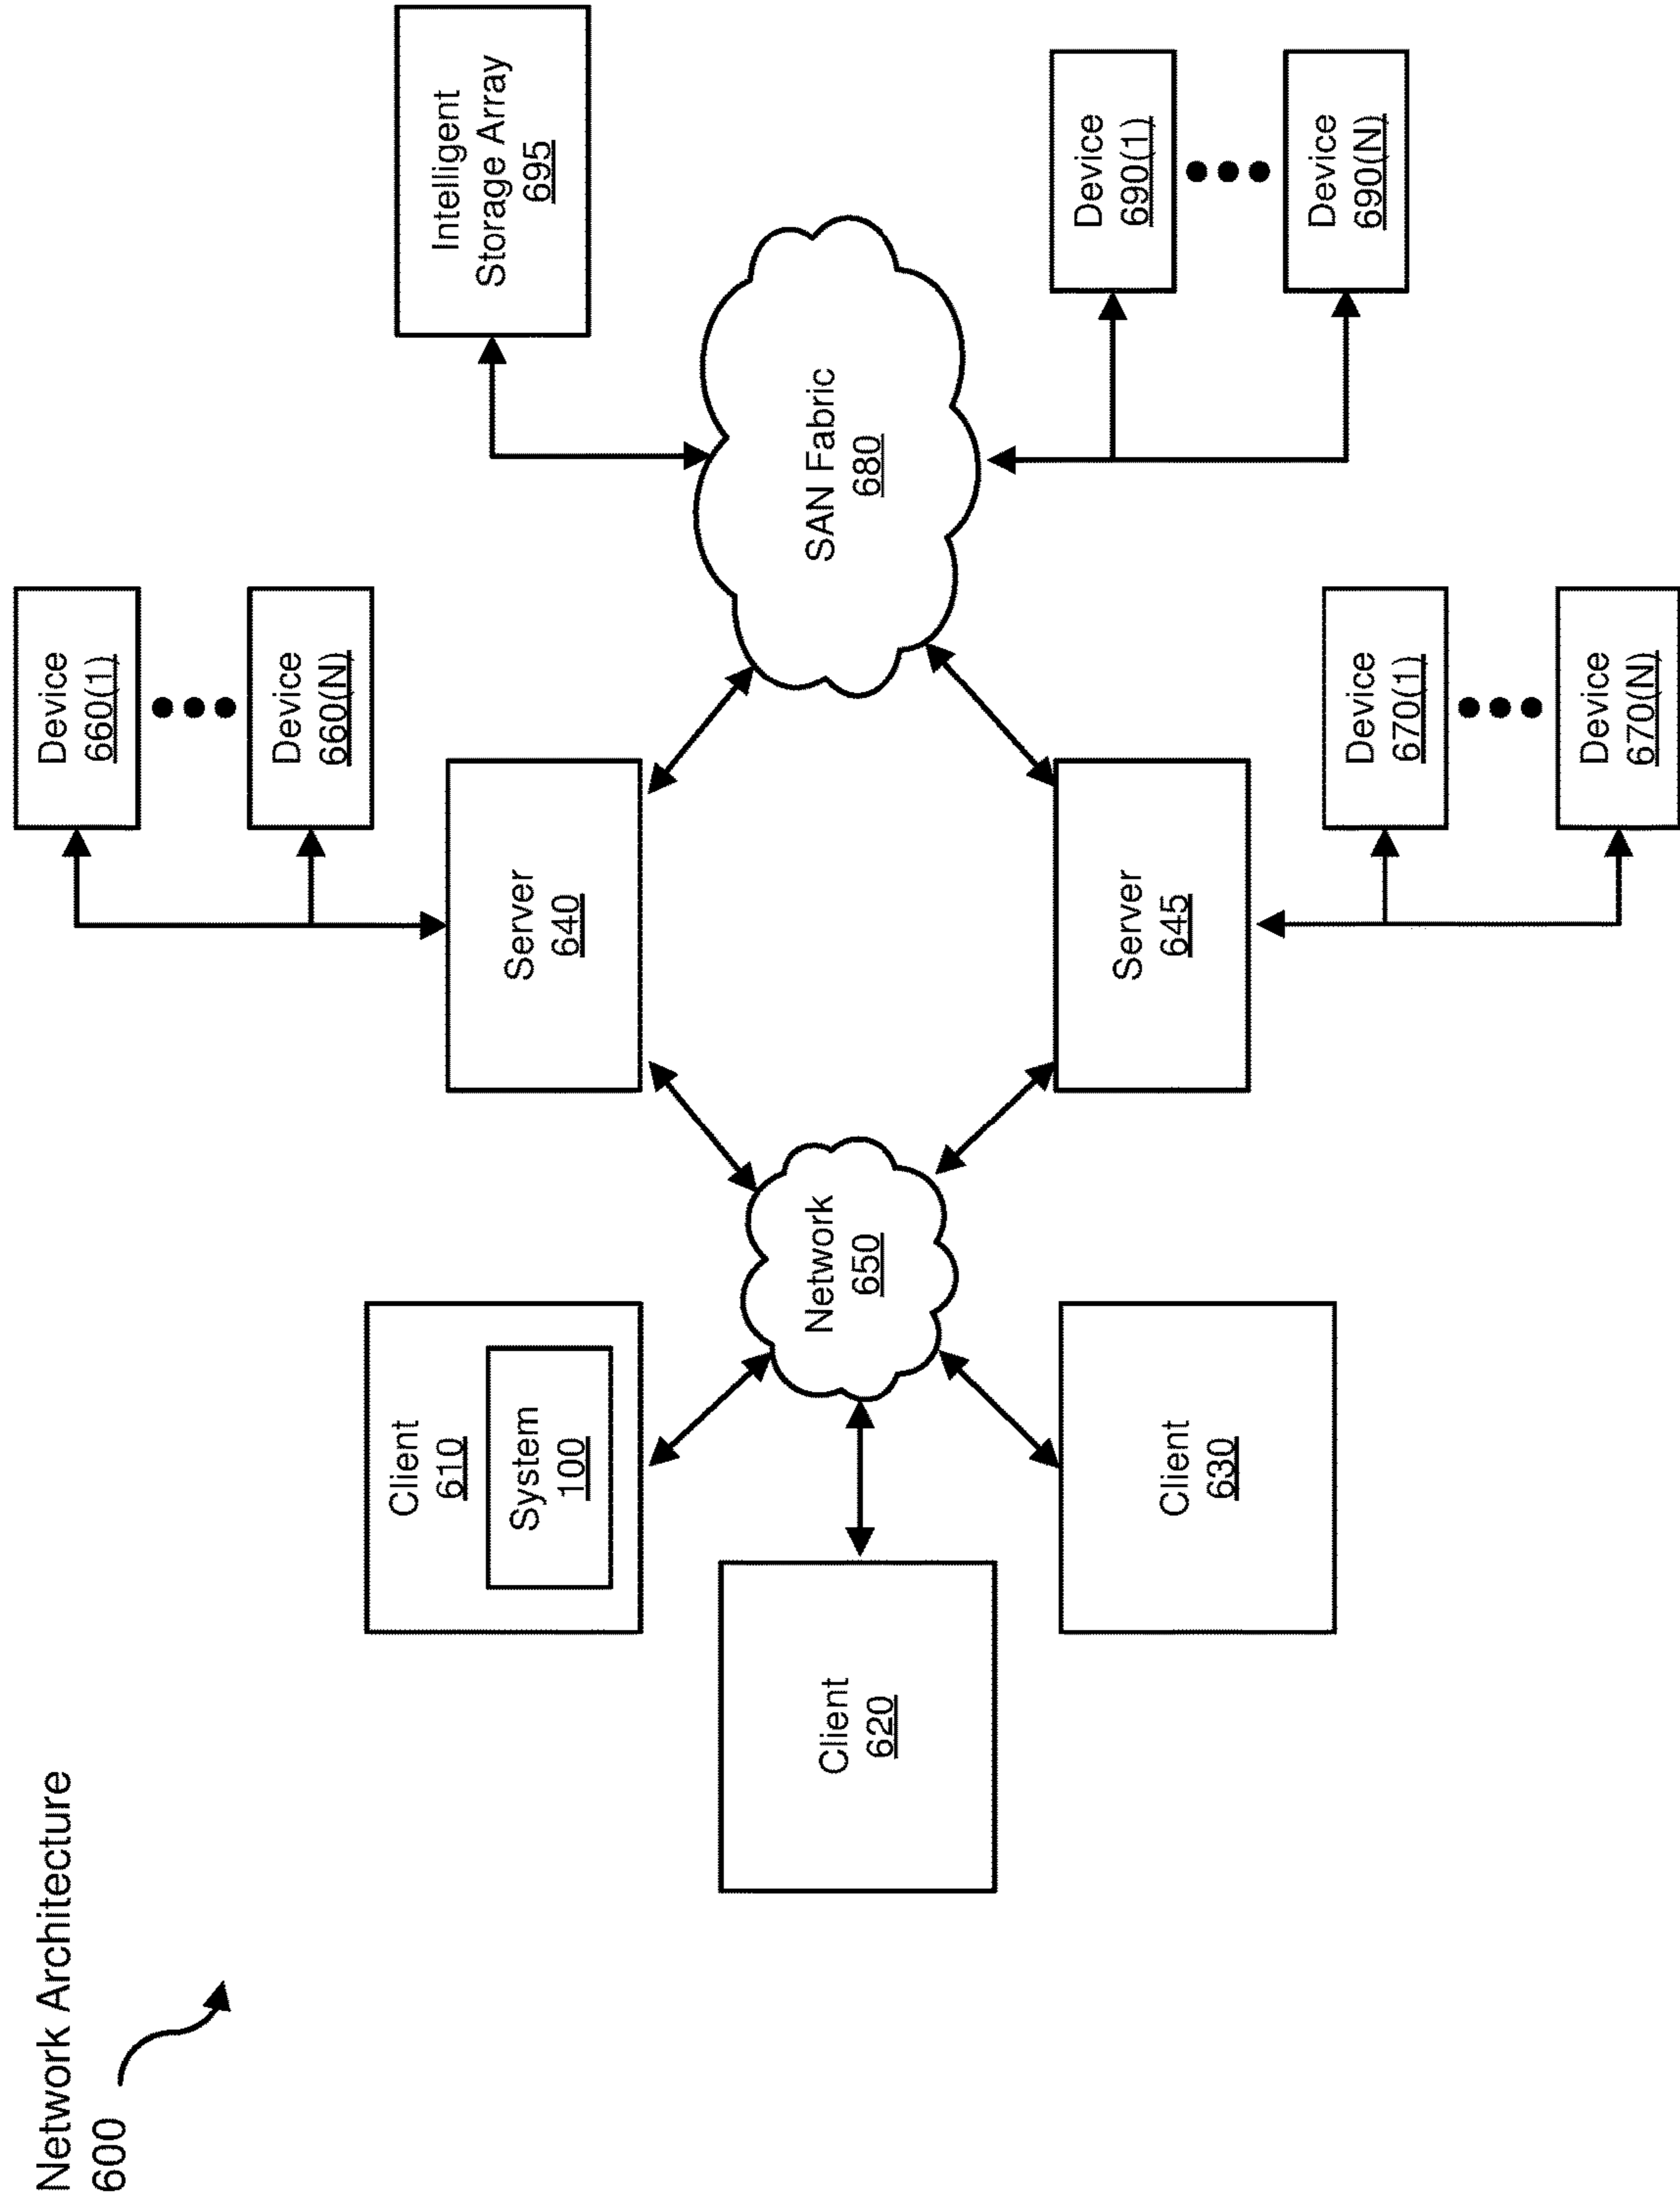 Network Architecture
600
Client
610
System
100
Client
620
Client
630
Network
650
Server
640
Server
645
Device
660(1)
Device
660(N)
Device
670(1)
Device
670(N)
SAN Fabric
680
Intelligent
Storage Array
695
Device
690(1)
Device
690(N)